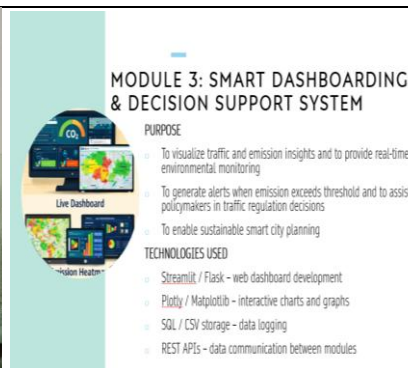 MODULE 3: SMART DASHBOARDING
& DECISION SUPPORT SYSTEM
PURPOSE
To visualize traffic and emission insights and to provide real-time
environmental monitoring
To generate alerts when emission exceeds threshold and to assis
policymakers in traffic regulation decisions
To enable sustainable smart city planning
TECHNOLOGIES USED
Streamlit / Flask – web dashboard development
Plotly / Matplotlib – interactive charts and graphs
SQL / CSV storage – data logging
REST APIs – data communication between modules
CO₂
Live Dashboard
ission Heatm